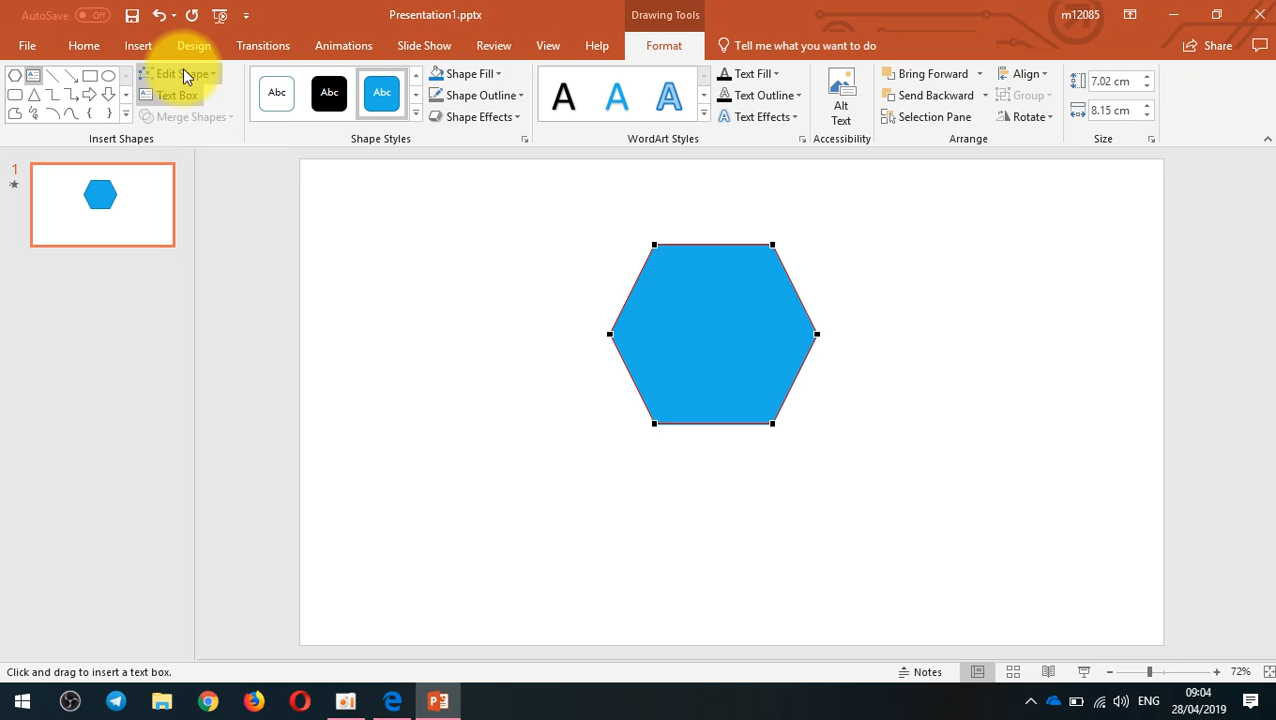 AutoSave Off Presentation1.pptx Drawing Tools m12085
File Home Insert Design Transitions Animations Slide Show Review View Help Format Tell me what you want to do Share
Edit Shape Abc Abc Abc Shape Fill A A A Text Fill Bring Forward Align 7.02 cm
Text Box Shape Outline Text Outline Alt Text Send Backward Group 8.15 cm
Merge Shapes Shape Effects Text Effects Selection Pane Rotate
Insert Shapes Shape Styles WordArt Styles Accessibility Arrange Size
1
Click and drag to insert a text box. Notes 72%
ENG 09:04
28/04/2019